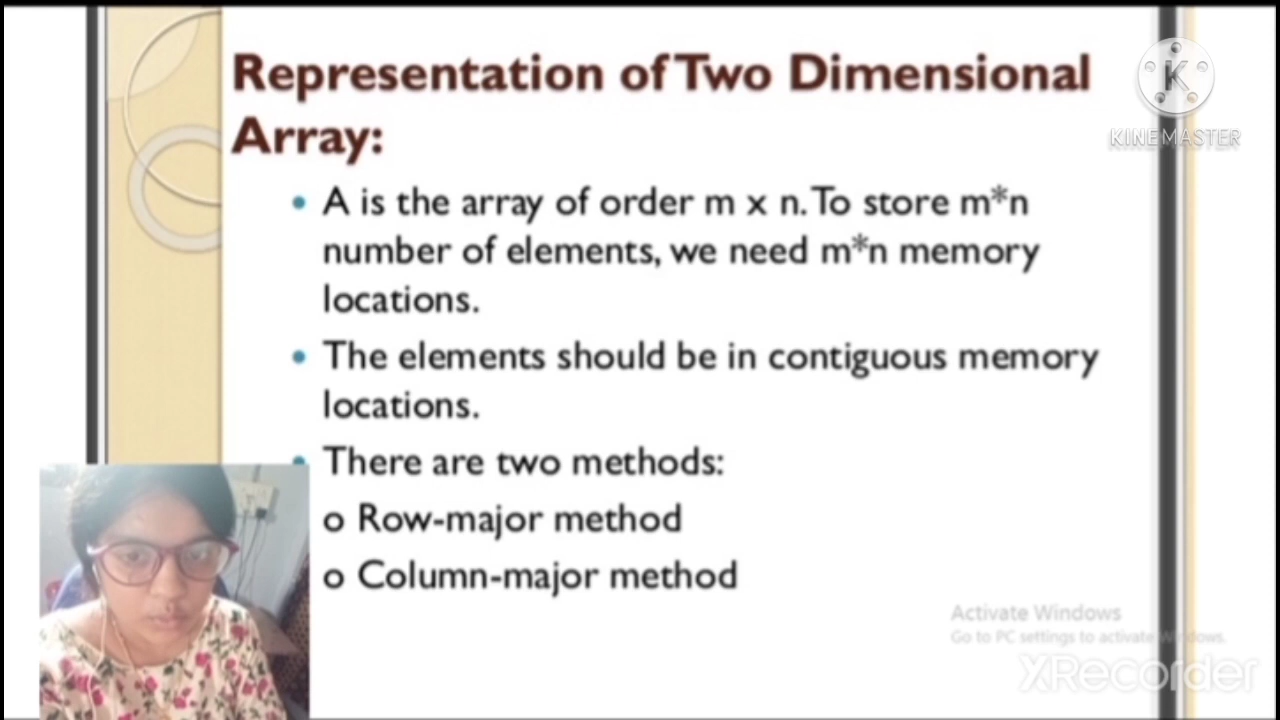 Representation of Two Dimensional
Array:
• A is the array of order m x n. To store m*n
number of elements, we need m*n memory
locations.
• The elements should be in contiguous memory
locations.
• There are two methods:
o Row-major method
o Column-major method
K
KINEMASTER
Activate Windows
Go to PC settings to activate Windows.
XRecorder